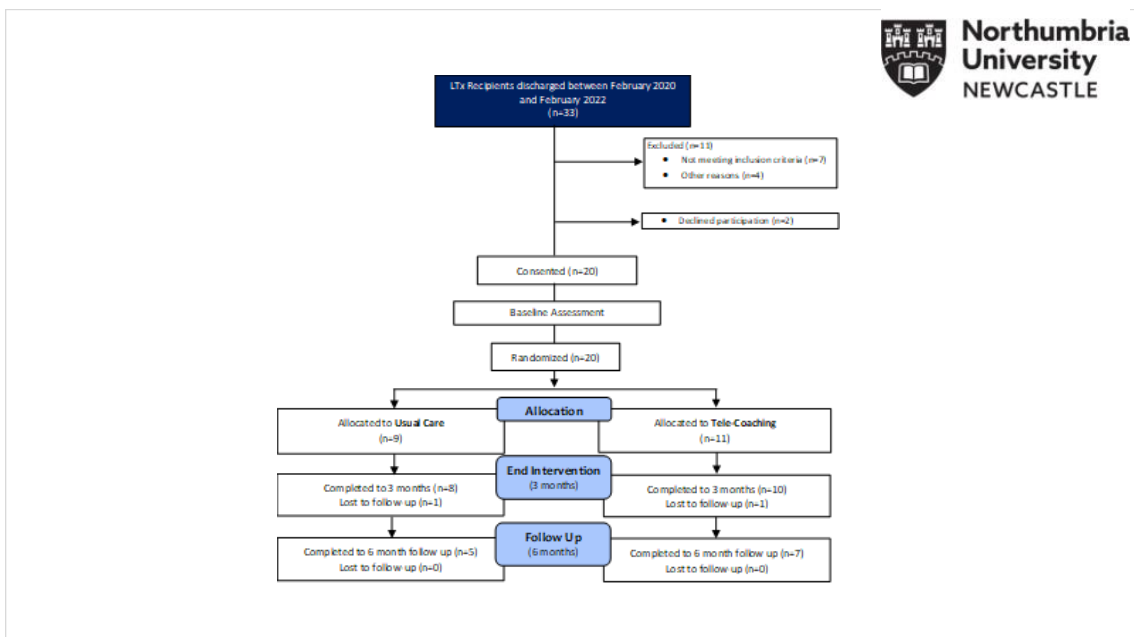 Northumbria
University
NEWCASTLE
LTx Recipients discharged between February 2020
and February 2022
(n=33)
Excluded (n=11)
● Not meeting inclusion criteria (n=7)
● Other reasons (n=4)
● Declined participation (n=2)
Consented (n=20)
Baseline Assessment
Randomized (n=20)
Allocation
Allocated to Usual Care
(n=9)
Allocated to Tele-Coaching
(n=11)
End Intervention
(3 months)
Completed to 3 months (n=8)
Lost to follow up (n=1)
Completed to 3 months (n=10)
Lost to follow up (n=1)
Follow Up
(6 months)
Completed to 6 month follow up (n=5)
Lost to follow up (n=0)
Completed to 6 month follow up (n=7)
Lost to follow up (n=0)